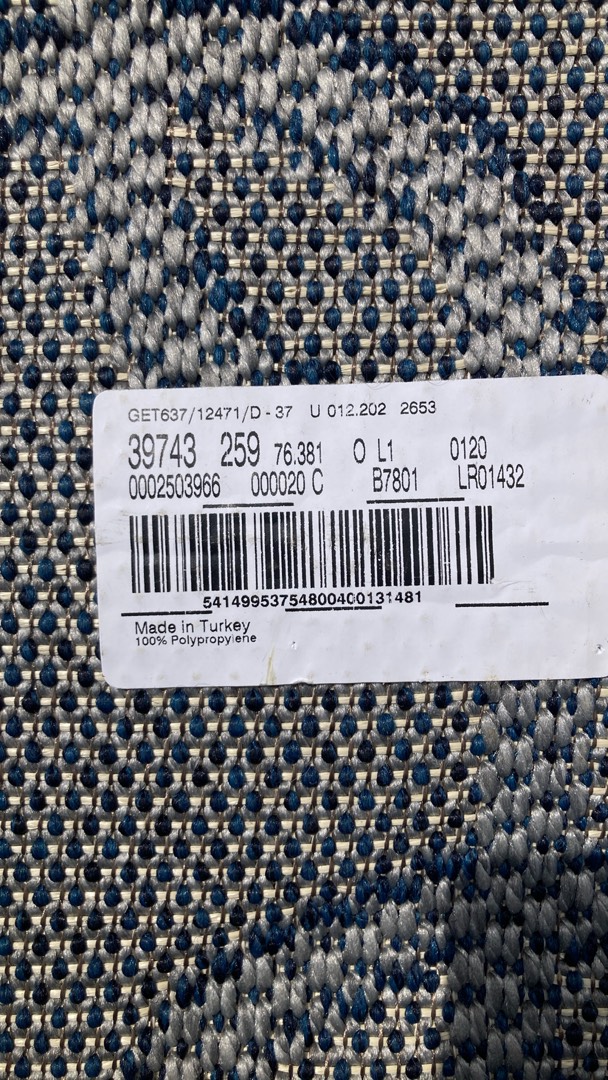 GET637/12471/D - 37 U 012.202 2653
39743 259 76.381 O L1 0120
0002503966 000020 C B7801 LR01432
54149953754800400131481
Made in Turkey
100% Polypropylene